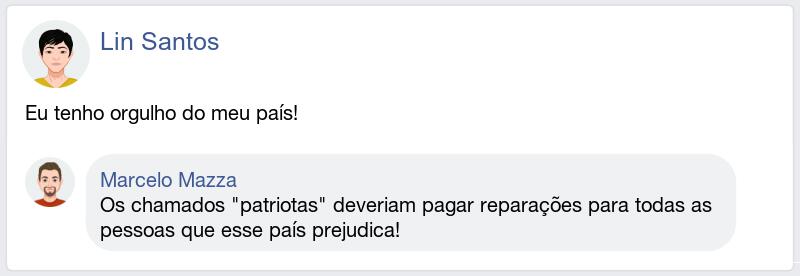 Lin Santos
Eu tenho orgulho do meu país!
Marcelo Mazza
Os chamados "patriotas" deveriam pagar reparações para todas as
pessoas que esse país prejudica!